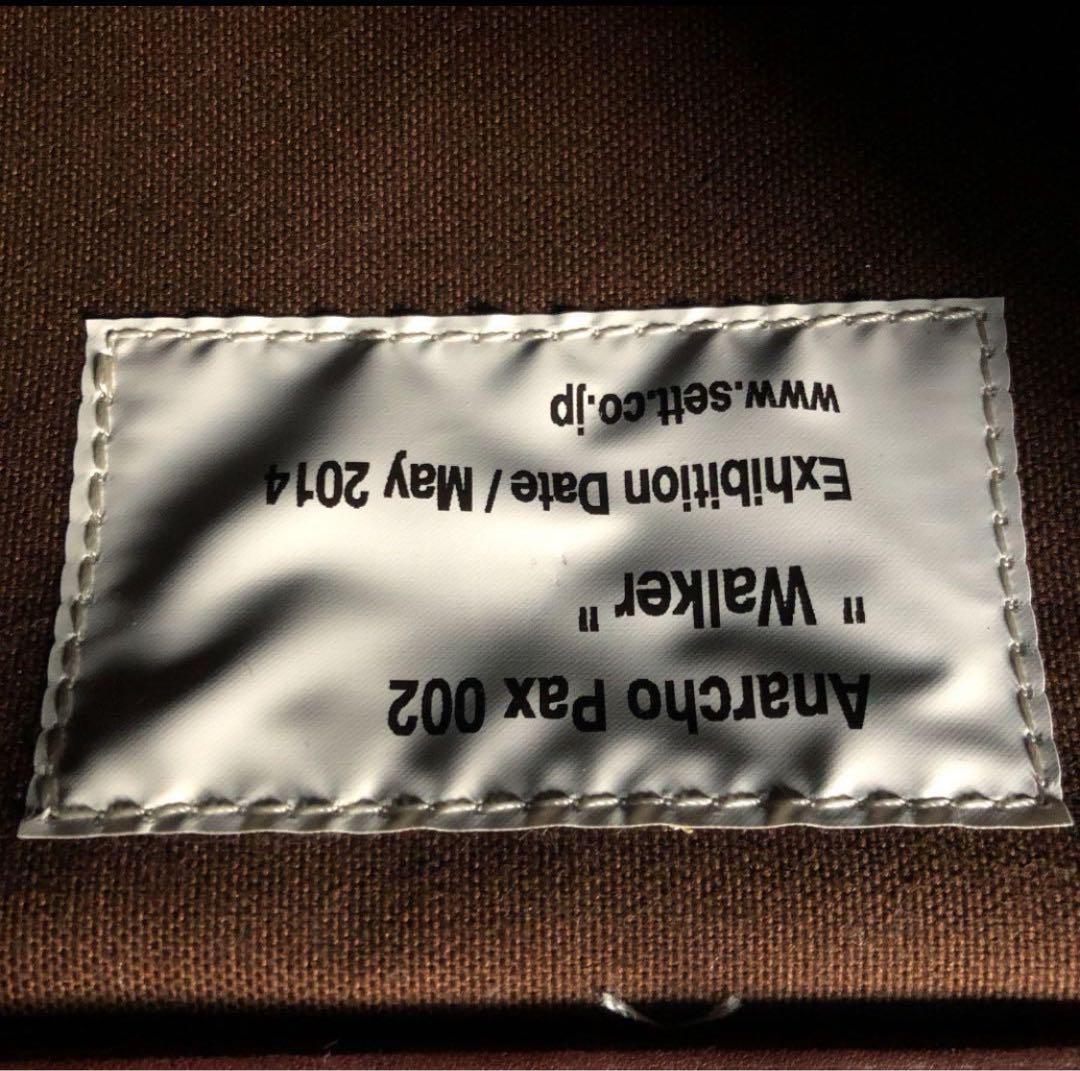 Anarcho Pax 002
" Walker "
Exhibition Date / May 2014
www.sett.co.jp